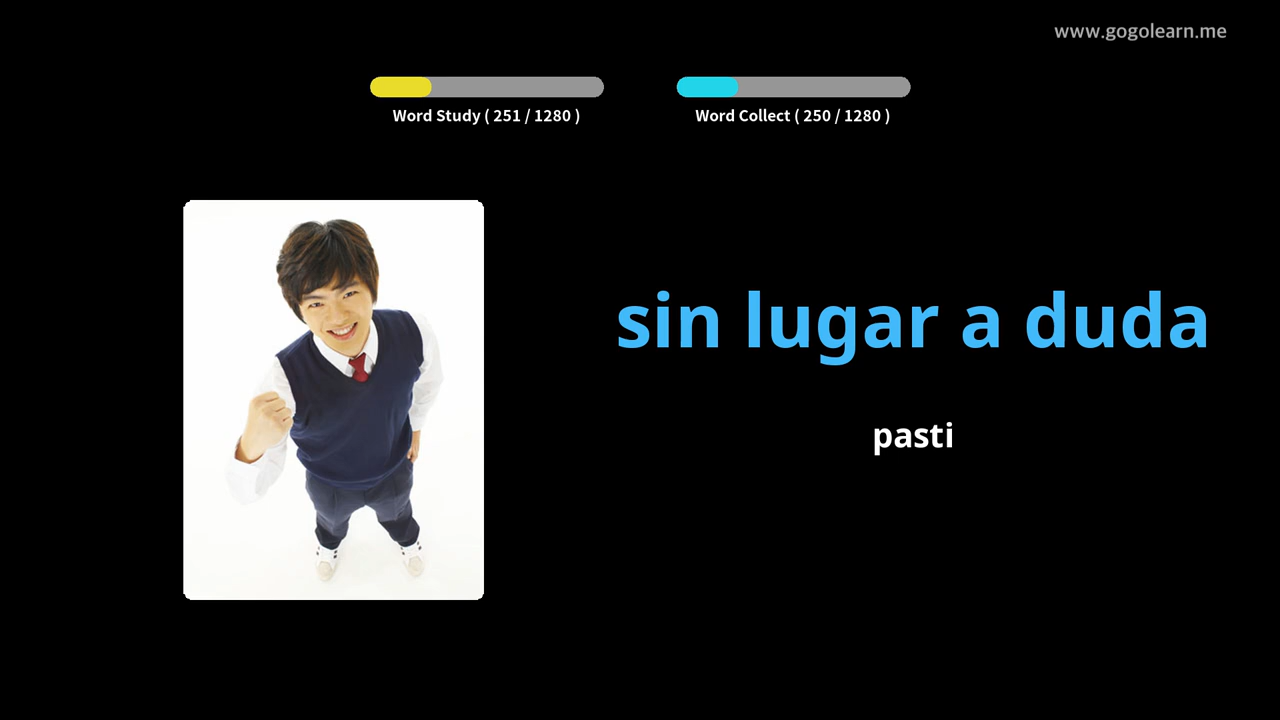 www.gogolearn.me
Word Study ( 251 / 1280 )
Word Collect ( 250 / 1280 )
sin lugar a duda
pasti